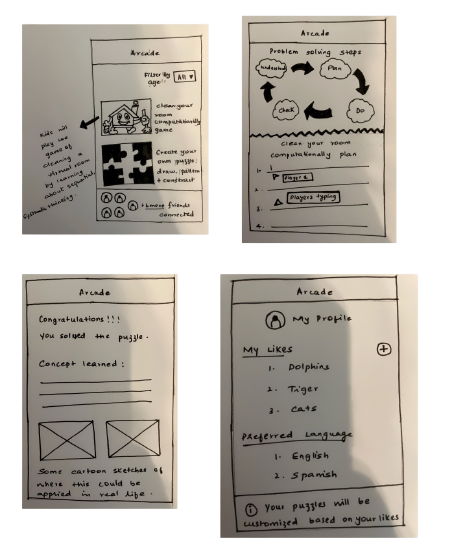 Arcade
Filter by
age:
All ▾
clean your
room
computationally
game
Kids will
play the
game of
cleaning a
virtual room
by learning
about sequential,
thinking.
Create your
own puzzle:
draw, pattern
+ construct
+ 6 more friends
connected
Arcade
Problem solving steps
Understand
Plan
Do
Check
Clean your room
computationally plan
1.
Player 1
2.
Player 2 typing
3.
4.
Arcade
Congratulations!!!
You solved the puzzle.
Concept learned:
Some cartoon sketches of
where this could be
applied in real life.
Arcade
My Profile
My Likes
1. Dolphins
2. Tiger
3. Cats
Preferred Language
1. English
2. Spanish
Your puzzles will be
customized based on your likes